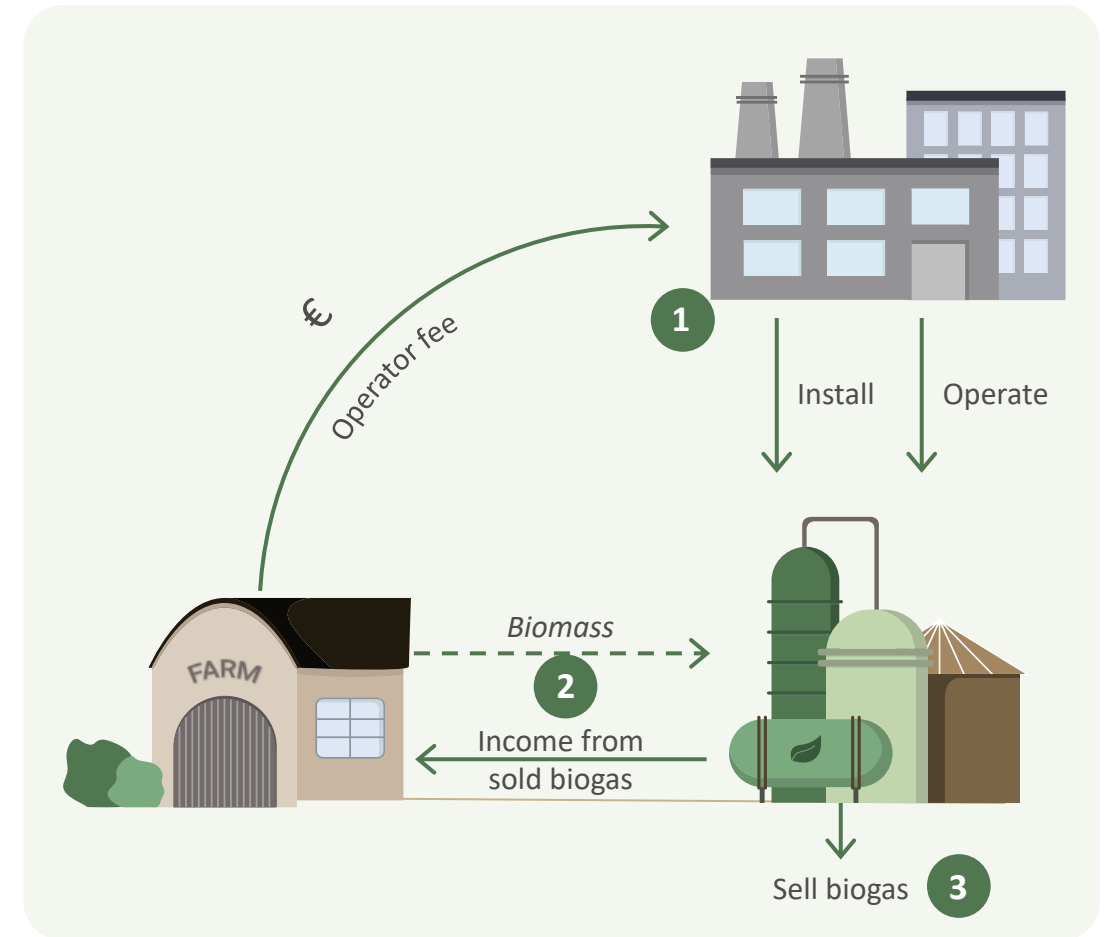 €
Operator fee
1
Install
Operate
FARM
Biomass
2
Income from
sold biogas
Sell biogas
3